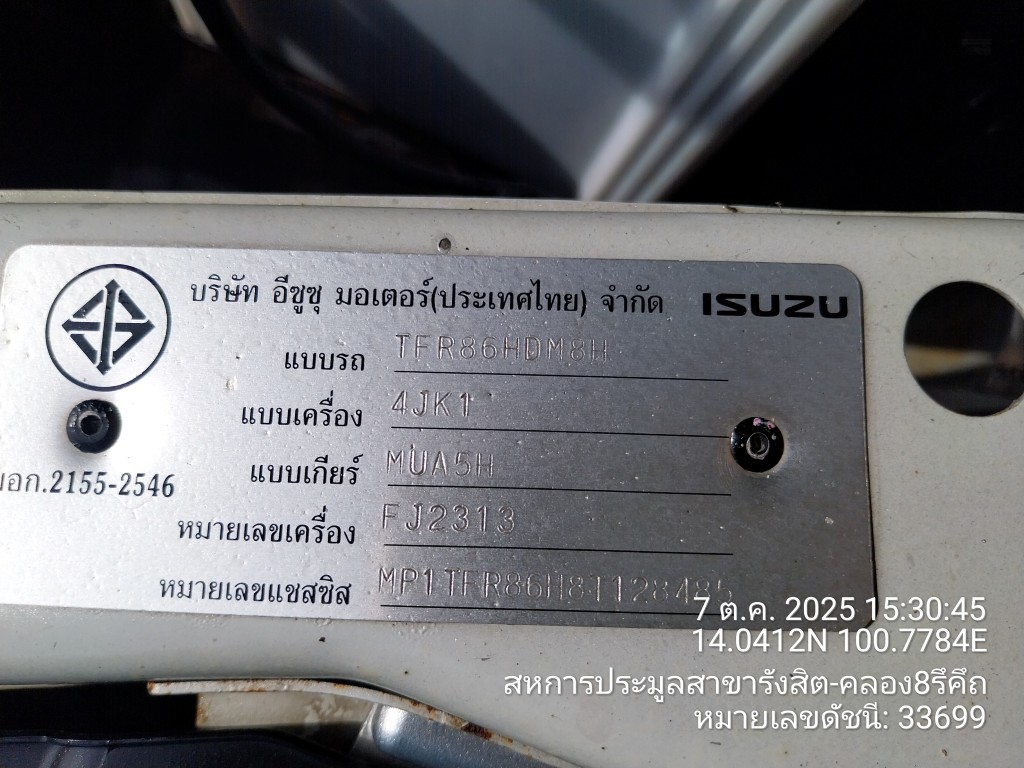 บริษัท อีซูซุ มอเตอร์(ประเทศไทย) จำกัด ISUZU
แบบรถ TFR86HDM8H
แบบเครื่อง 4JK1
แบบเกียร์ MUA5H
มอก.2155-2546
หมายเลขเครื่อง FJ2313
หมายเลขแชสซิส MP1TFR86H8T128485
7 ต.ค. 2025 15:30:45
14.0412N 100.7784E
สหการประมูลสาขารังสิต-คลอง8รึคึถ
หมายเลขดัชนี: 33699